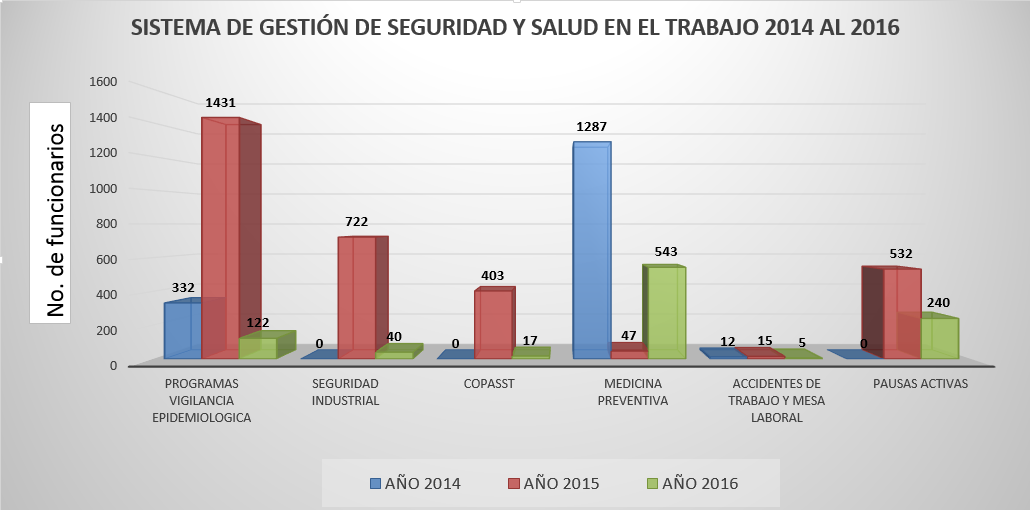 SISTEMA DE GESTIÓN DE SEGURIDAD Y SALUD EN EL TRABAJO 2014 AL 2016
No. de funcionarios
1600
1400
1200
1000
800
600
400
200
0
332
1431
122
0
722
40
0
403
17
1287
47
543
12
15
5
0
532
240
PROGRAMAS
VIGILANCIA
EPIDEMIOLOGICA
SEGURIDAD
INDUSTRIAL
COPASST
MEDICINA
PREVENTIVA
ACCIDENTES DE
TRABAJO Y MESA
LABORAL
PAUSAS ACTIVAS
AÑO 2014
AÑO 2015
AÑO 2016